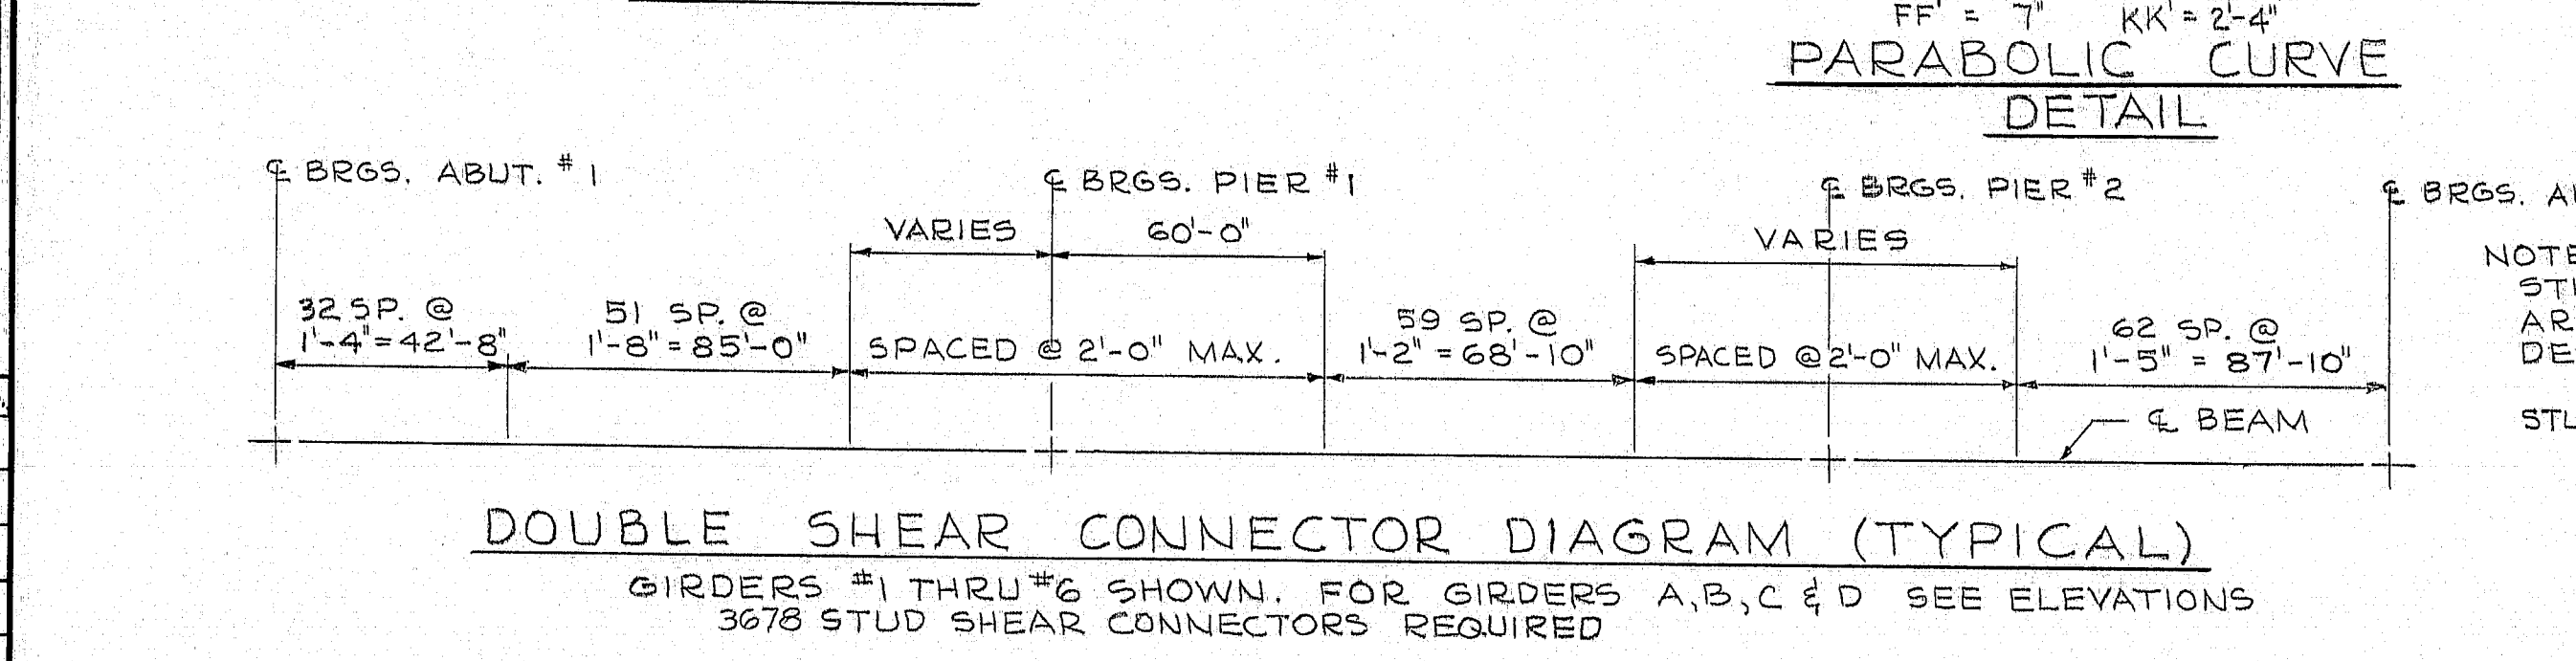 FF' = 7" KK' = 2'-4"
PARABOLIC CURVE
DETAIL
℄ BRGS. ABUT. #1
℄ BRGS. PIER #1
℄ BRGS. PIER #2
℄ BRGS.
VARIES
60'-0"
VARIES
32 SP. @
1'-4" = 42'-8"
51 SP. @
1'-8" = 85'-0"
SPACED @ 2'-0" MAX.
59 SP. @
1'-2" = 68'-10"
SPACED @ 2'-0" MAX.
62 SP. @
1'-5" = 87'-10"
℄ BEAM
NOTE
DOUBLE SHEAR CONNECTOR DIAGRAM (TYPICAL)
GIRDERS #1 THRU #6 SHOWN. FOR GIRDERS A,B,C & D SEE ELEVATIONS
3678 STUD SHEAR CONNECTORS REQUIRED